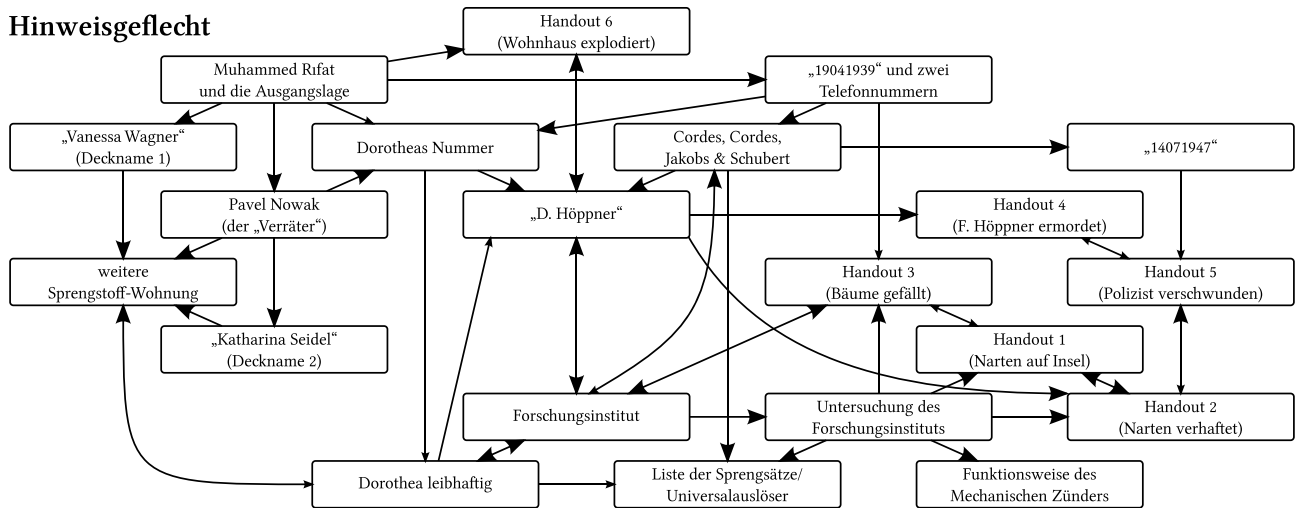 Hinweisgeflecht
Handout 6
(Wohnhaus explodiert)
Muhammed Rıfat
und die Ausgangslage
„19041939“ und zwei
Telefonnummern
„Vanessa Wagner“
(Deckname 1)
Dorotheas Nummer
Cordes, Cordes,
Jakobs & Schubert
„14071947“
Pavel Nowak
(der „Verräter“)
„D. Höppner“
Handout 4
(F. Höppner ermordet)
weitere
Sprengstoff-Wohnung
Handout 3
(Bäume gefällt)
Handout 5
(Polizist verschwunden)
„Katharina Seidel“
(Deckname 2)
Handout 1
(Narten auf Insel)
Forschungsinstitut
Untersuchung des
Forschungsinstituts
Handout 2
(Narten verhaftet)
Dorothea leibhaftig
Liste der Sprengsätze/
Universalauslöser
Funktionsweise des
Mechanischen Zünders